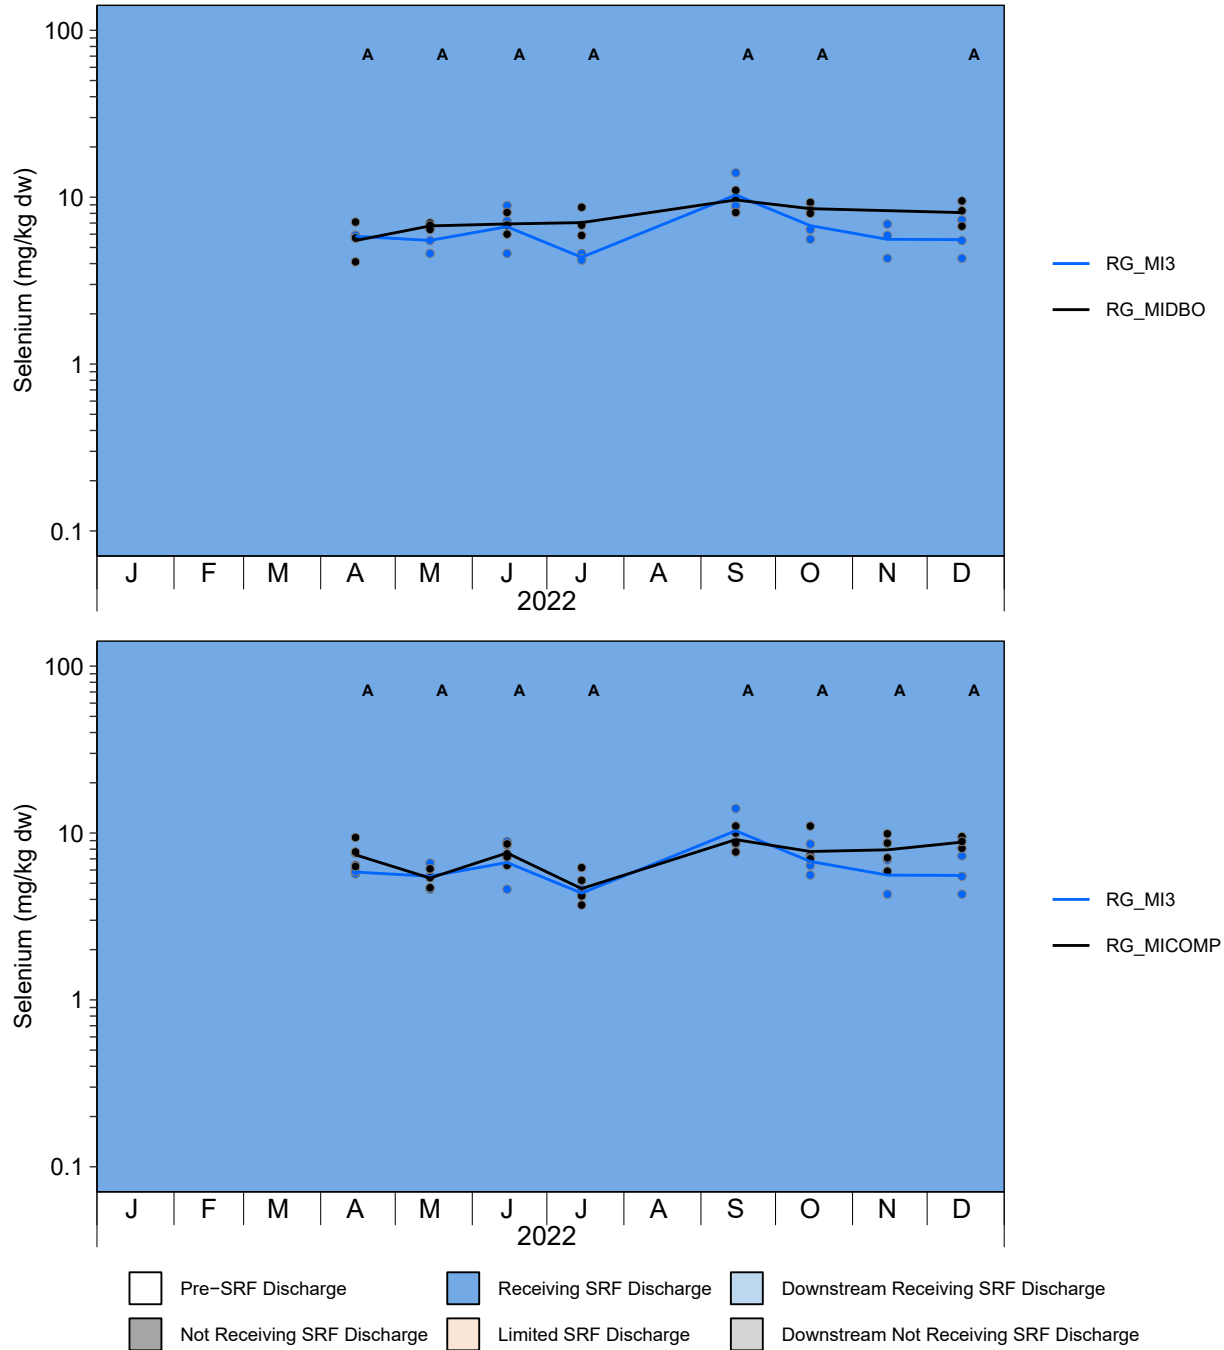 100
A A A A A A A
10
Selenium (mg/kg dw)
1
0.1
RG_MI3
RG_MIDBO
J F M A M J J A S O N D
2022
100
A A A A A A A A
10
Selenium (mg/kg dw)
1
0.1
RG_MI3
RG_MICOMP
J F M A M J J A S O N D
2022
Pre−SRF Discharge Receiving SRF Discharge Downstream Receiving SRF Discharge
Not Receiving SRF Discharge Limited SRF Discharge Downstream Not Receiving SRF Discharge